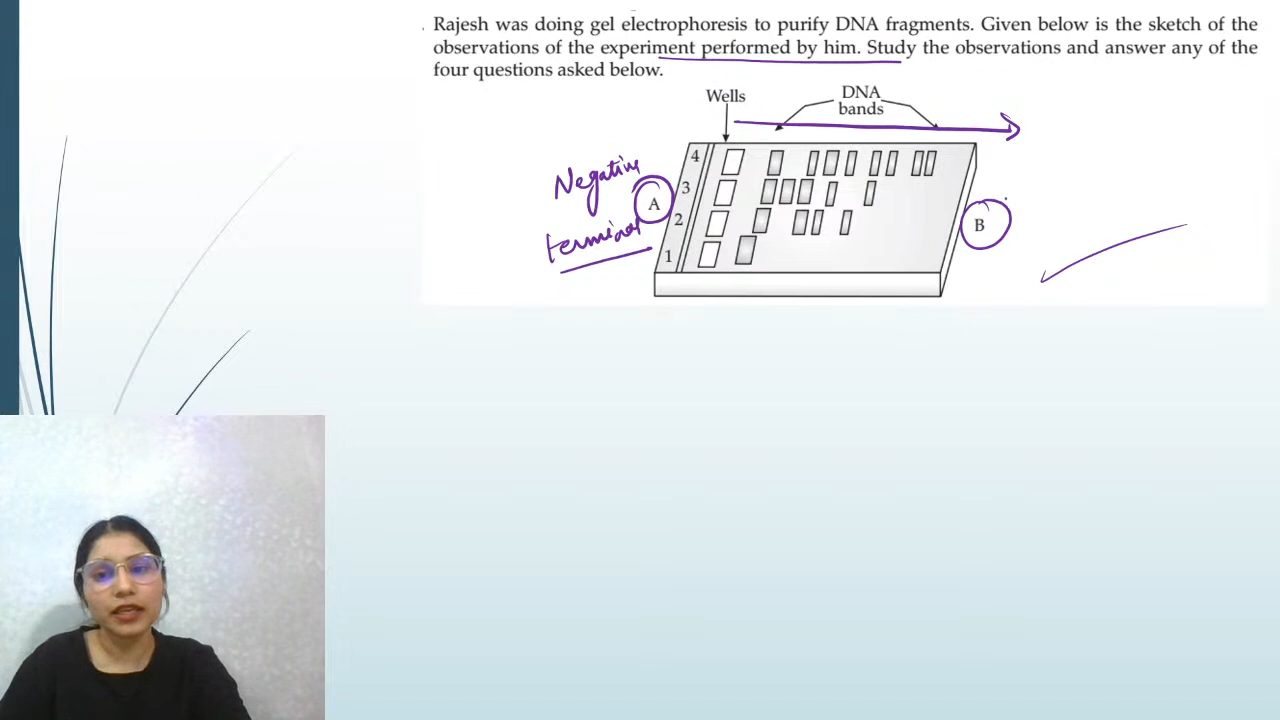 Rajesh was doing gel electrophoresis to purify DNA fragments. Given below is the sketch of the
observations of the experiment performed by him. Study the observations and answer any of the
four questions asked below.
Wells
DNA
bands
Negative
terminal
A
4
3
2
1
B